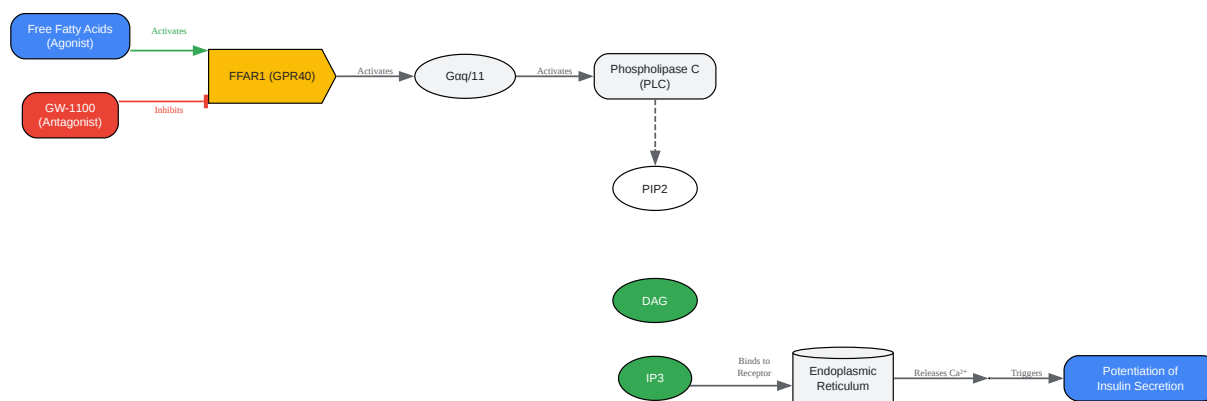 Free Fatty Acids
(Agonist)
Activates
FFAR1 (GPR40)
GW-1100
(Antagonist)
Inhibits
Activates
Gαq/11
Activates
Phospholipase C
(PLC)
PIP2
DAG
IP3
Binds to
Receptor
Endoplasmic
Reticulum
Releases Ca²⁺
Triggers
Potentiation of
Insulin Secretion